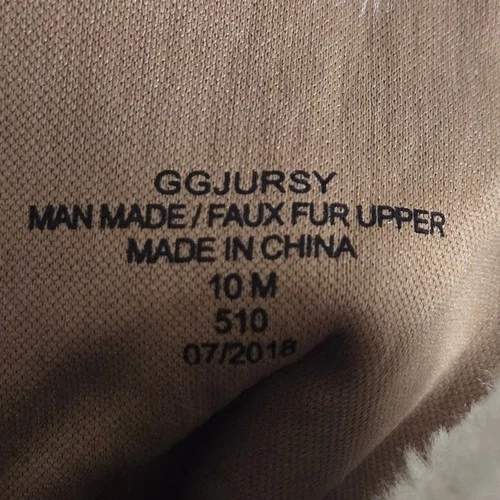 GGJURSY
MAN MADE/FAUX FUR UPPER
MADE IN CHINA
10 M
510
07/2018